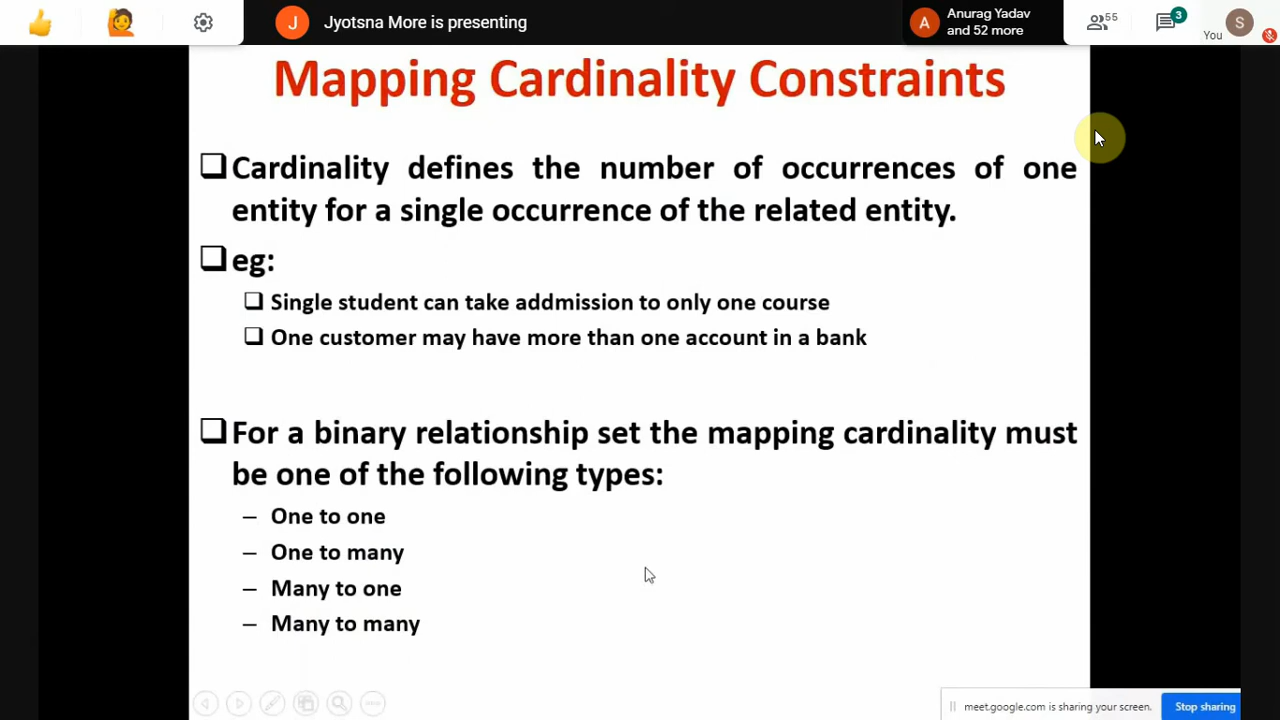 J Jyotsna More is presenting
A Anurag Yadav
and 52 more
55
3
You S
Mapping Cardinality Constraints
Cardinality defines the number of occurrences of one
entity for a single occurrence of the related entity.
eg:
Single student can take addmission to only one course
One customer may have more than one account in a bank
For a binary relationship set the mapping cardinality must
be one of the following types:
– One to one
– One to many
– Many to one
– Many to many
meet.google.com is sharing your screen. Stop sharing